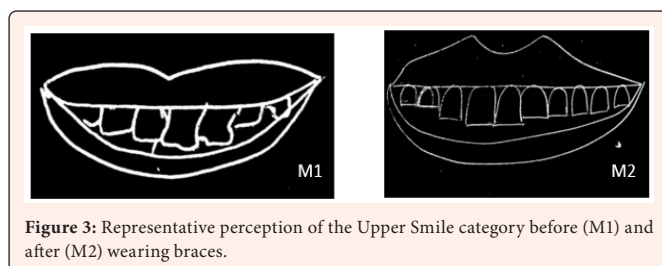 M1
M2
Figure 3: Representative perception of the Upper Smile category before (M1) and
after (M2) wearing braces.